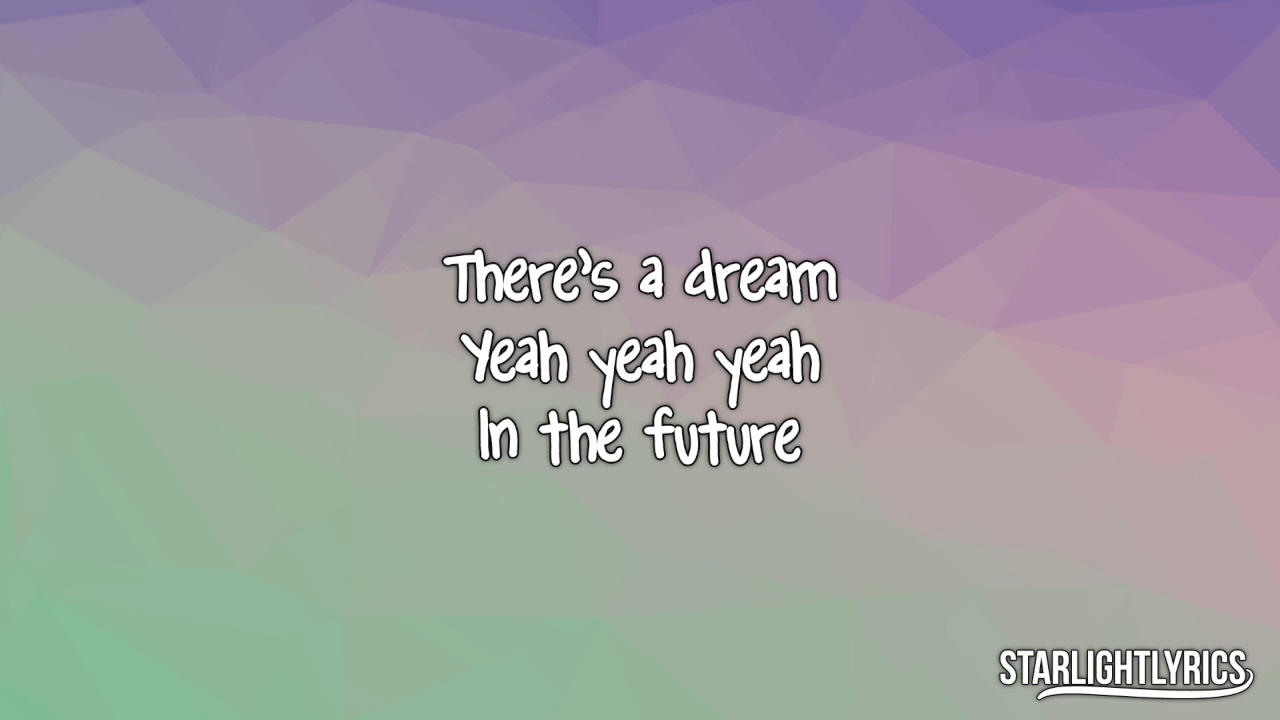 There's a dream
Yeah yeah yeah
In the future
STARLIGHTLYRICS